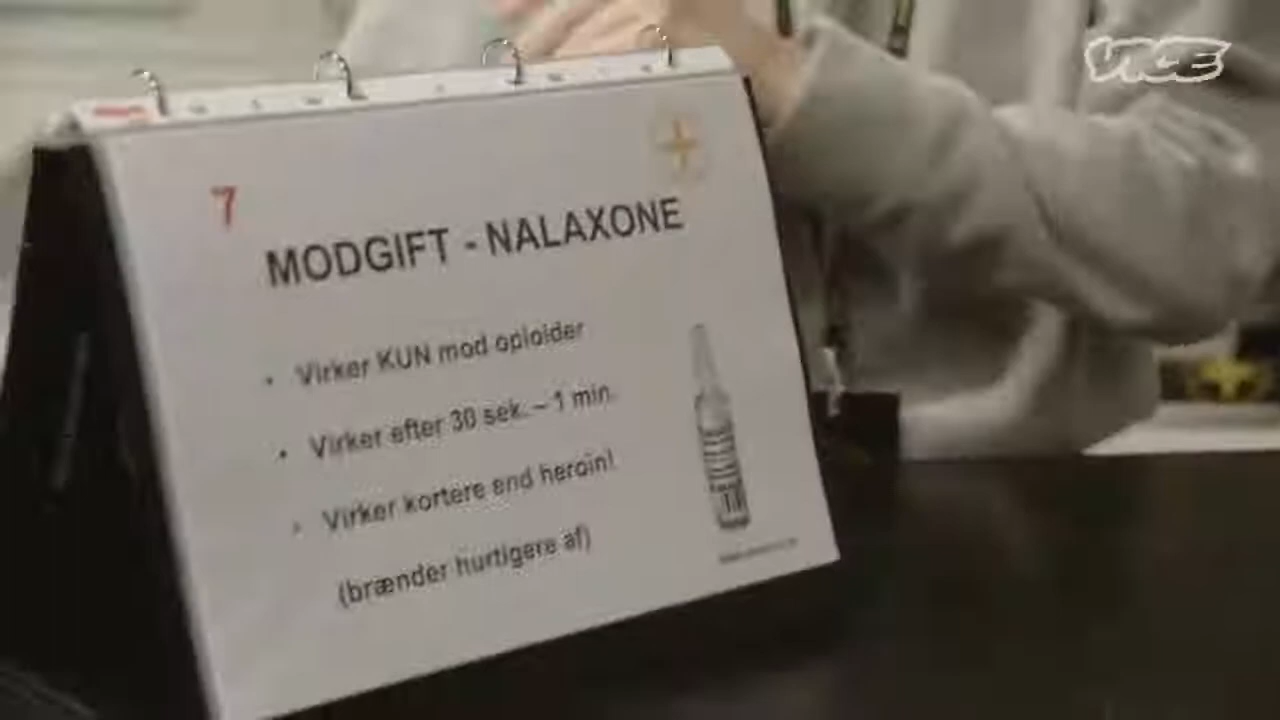 VICE
7
MODGIFT - NALAXONE
• Virker KUN mod opioider
• Virker efter 30 sek. – 1 min.
• Virker kortere end heroin!
(brænder hurtigere af)